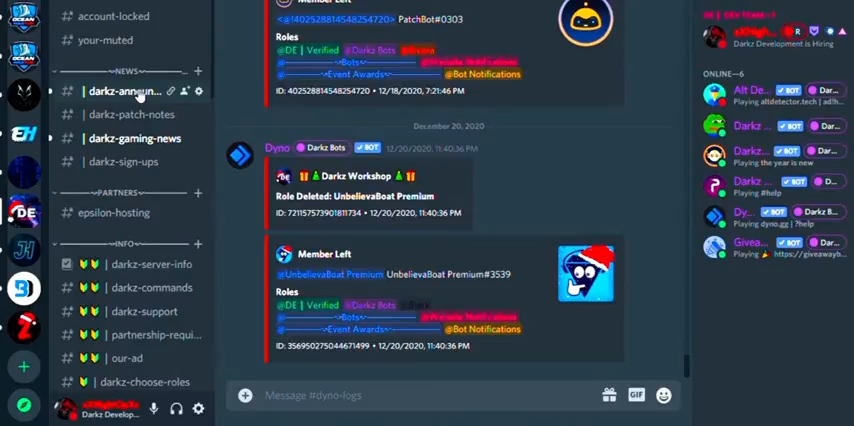 account-locked
your-muted
NEWS
darkz-announ...
darkz-patch-notes
darkz-gaming-news
darkz-sign-ups
PARTNERS
epsilon-hosting
INFO
darkz-server-info
darkz-commands
darkz-support
partnership-requi...
our-ad
darkz-choose-roles
Darkz Develop...
Member Left
<@!402528814548254720> PatchBot#0303
Roles
@DE | Verified @Darkz Bots
@Bots
@Event Awards @Bot Notifications
ID: 402528814548254720 • 12/18/2020, 7:21:46 PM
December 20, 2020
Dyno Darkz Bots BOT 12/20/2020, 11:40:36 PM
Darkz Workshop
Role Deleted: UnbelievaBoat Premium
ID: 721157573901811734 • 12/20/2020, 11:40:36 PM
Member Left
@UnbelievaBoat Premium UnbelievaBoat Premium#3539
Roles
@DE | Verified @Darkz Bots
@Bots
@Event Awards @Bot Notifications
ID: 356950275044671499 • 12/20/2020, 11:40:36 PM
Message #dyno-logs
GIF
Darkz Development is Hiring
ONLINE—6
Alt De BOT Dar...
Playing altdetector.tech | ad!h
Darkz ... BOT Dar...
Playing
Darkz ... BOT Dar...
Playing the year is new
Darkz ... BOT D...
Playing #help
Dy... BOT Darkz B...
Playing dyno.gg | ?help
Givea... BOT Dar...
Playing https://giveawayb...